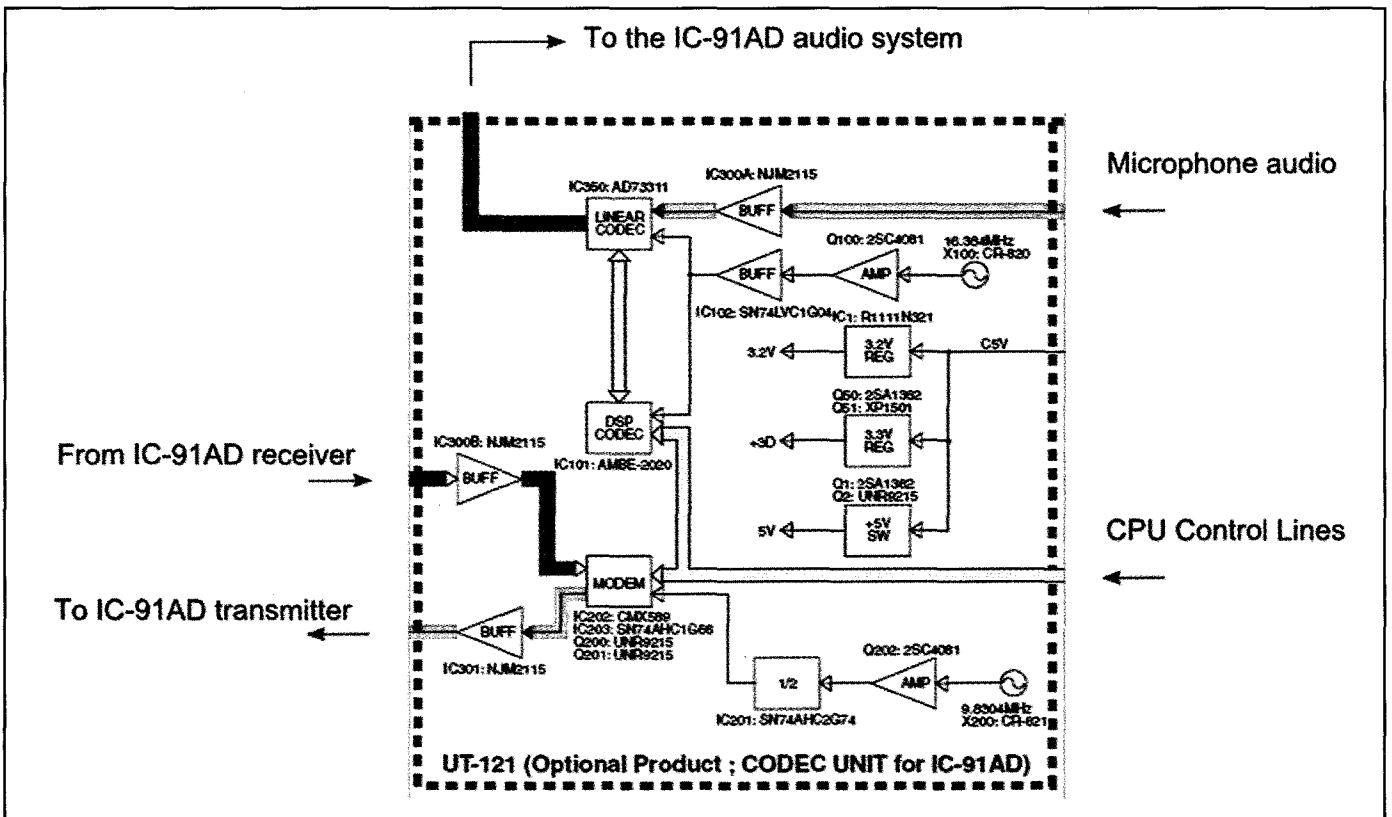 To the IC-91AD audio system
Microphone audio
IC300A: NJM2115
IC350: AD73311
LINEAR CODEC
BUFF
Q100: 2SC4081
16.384MHz
X100: CR-820
BUFF
AMP
IC102: SN74LVC1G04
IC1: R1111N321
3.2V
3.2V REG
C5V
Q50: 2SA1362
Q51: XP1501
DSP CODEC
+3D
3.3V REG
IC300B: NJM2115
IC101: AMBE-2020
From IC-91AD receiver
BUFF
Q1: 2SA1362
Q2: UNR9215
5V
+5V SW
CPU Control Lines
MODEM
To IC-91AD transmitter
IC202: CMX589
IC203: SN74AHC1G66
Q200: UNR9215
Q201: UNR9215
BUFF
IC301: NJM2115
Q202: 2SC4081
1/2
AMP
9.8304MHz
X200: CR-821
IC201: SN74AHC2G74
UT-121 (Optional Product ; CODEC UNIT for IC-91AD)